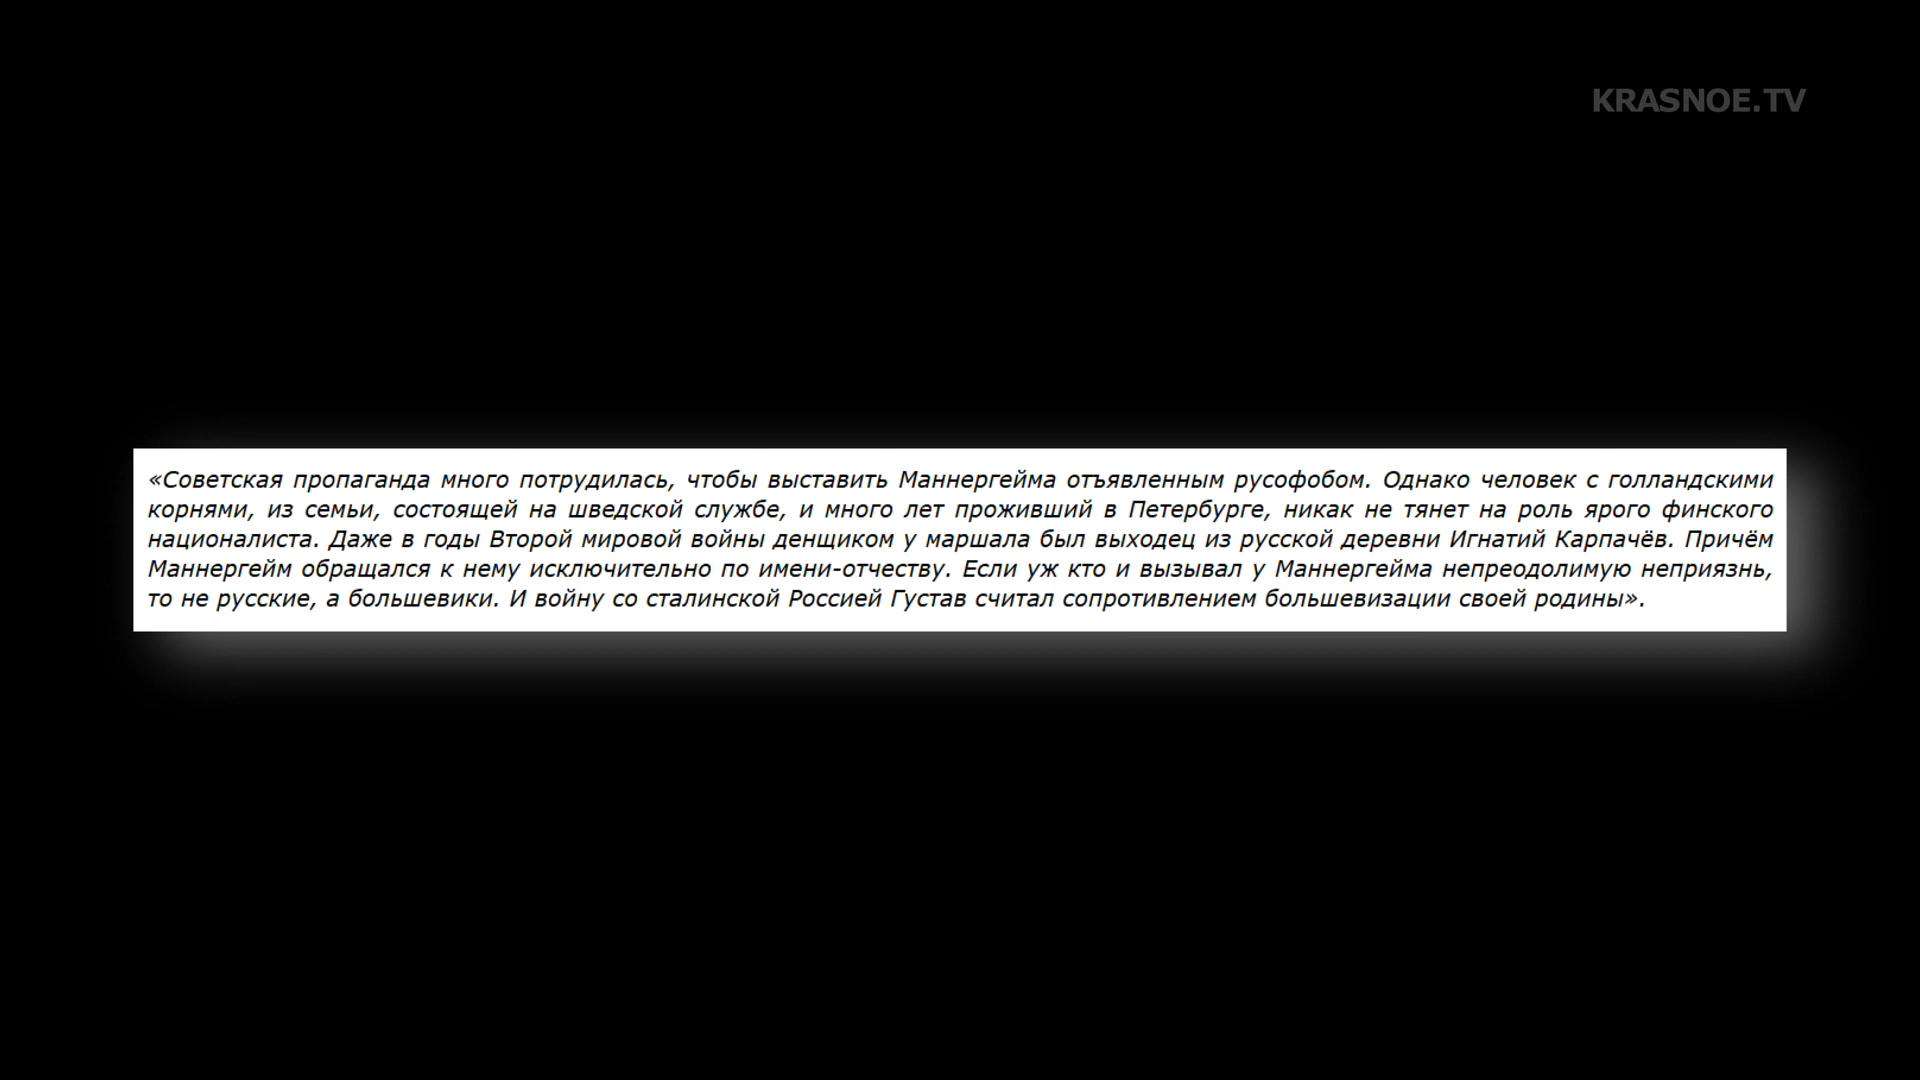 KRASNOE.TV
«Советская пропаганда много потрудилась, чтобы выставить Маннергейма отъявленным русофобом. Однако человек с голландскими
корнями, из семьи, состоящей на шведской службе, и много лет проживший в Петербурге, никак не тянет на роль ярого финского
националиста. Даже в годы Второй мировой войны денщиком у маршала был выходец из русской деревни Игнатий Карпачёв. Причём
Маннергейм обращался к нему исключительно по имени-отчеству. Если уж кто и вызывал у Маннергейма непреодолимую неприязнь,
то не русские, а большевики. И войну со сталинской Россией Густав считал сопротивлением большевизации своей родины».